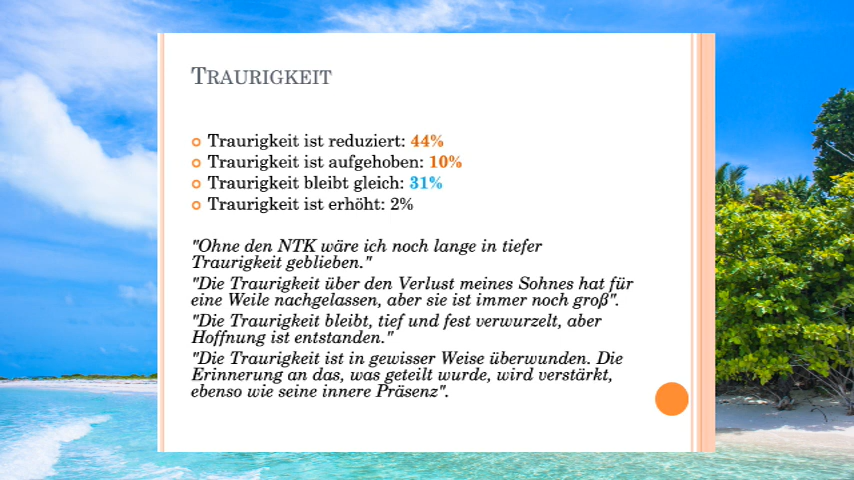 Traurigkeit
Traurigkeit ist reduziert: 44%
Traurigkeit ist aufgehoben: 10%
Traurigkeit bleibt gleich: 31%
Traurigkeit ist erhöht: 2%
"Ohne den NTK wäre ich noch lange in tiefer
Traurigkeit geblieben."
"Die Traurigkeit über den Verlust meines Sohnes hat für
eine Weile nachgelassen, aber sie ist immer noch groß".
"Die Traurigkeit bleibt, tief und fest verwurzelt, aber
Hoffnung ist entstanden."
"Die Traurigkeit ist in gewisser Weise überwunden. Die
Erinnerung an das, was geteilt wurde, wird verstärkt,
ebenso wie seine innere Präsenz".